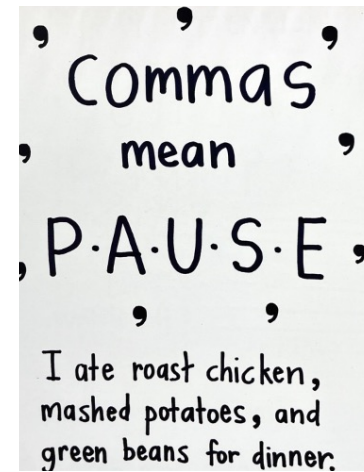 Commas
mean
P·A·U·S·E
I ate roast chicken,
mashed potatoes, and
green beans for dinner.